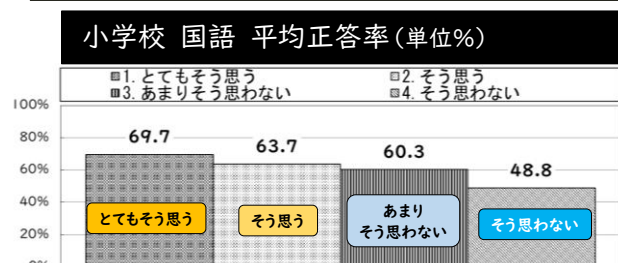 小学校 国語 平均正答率(単位%)
1. とてもそう思う 2. そう思う
3. あまりそう思わない 4. そう思わない
100%
80%
60%
40%
20%
0%
69.7 63.7 60.3 48.8
とてもそう思う
そう思う
あまり
そう思わない
そう思わない